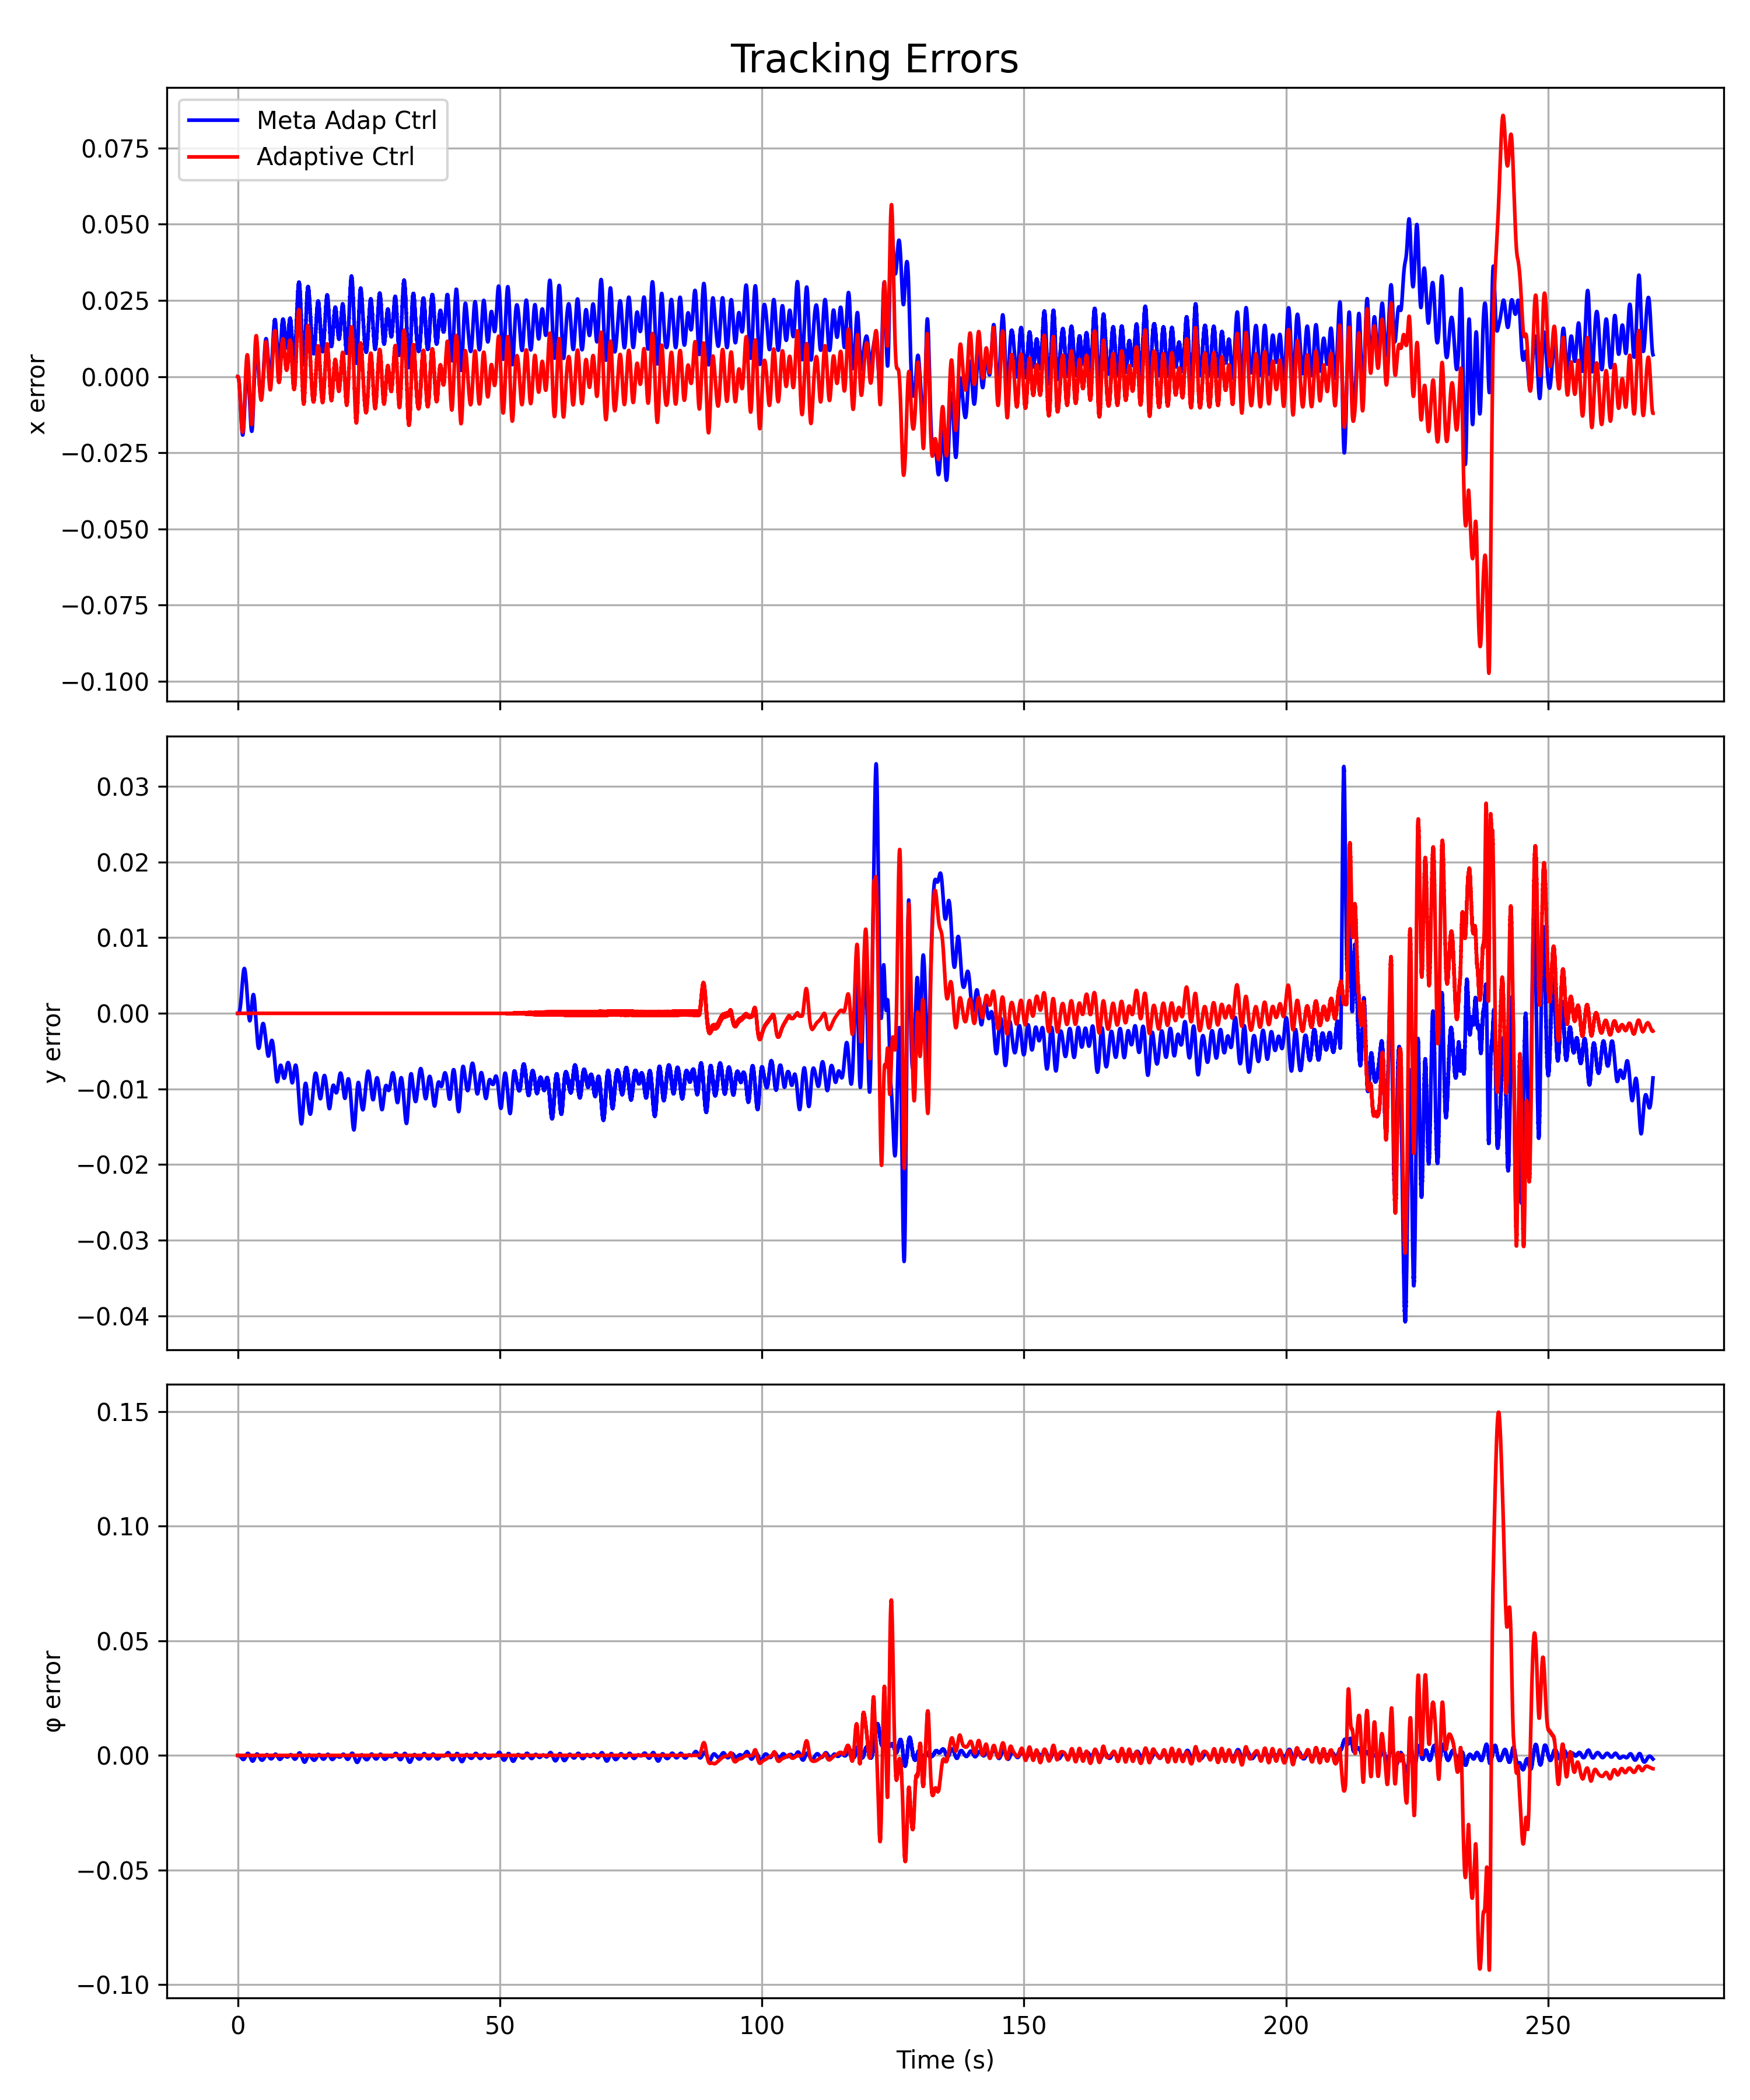 Tracking Errors
Meta Adap Ctrl
Adaptive Ctrl
x error
0.075
0.050
0.025
0.000
−0.025
−0.050
−0.075
−0.100
y error
0.03
0.02
0.01
0.00
−0.01
−0.02
−0.03
−0.04
φ error
0.15
0.10
0.05
0.00
−0.05
−0.10
0 50 100 150 200 250
Time (s)